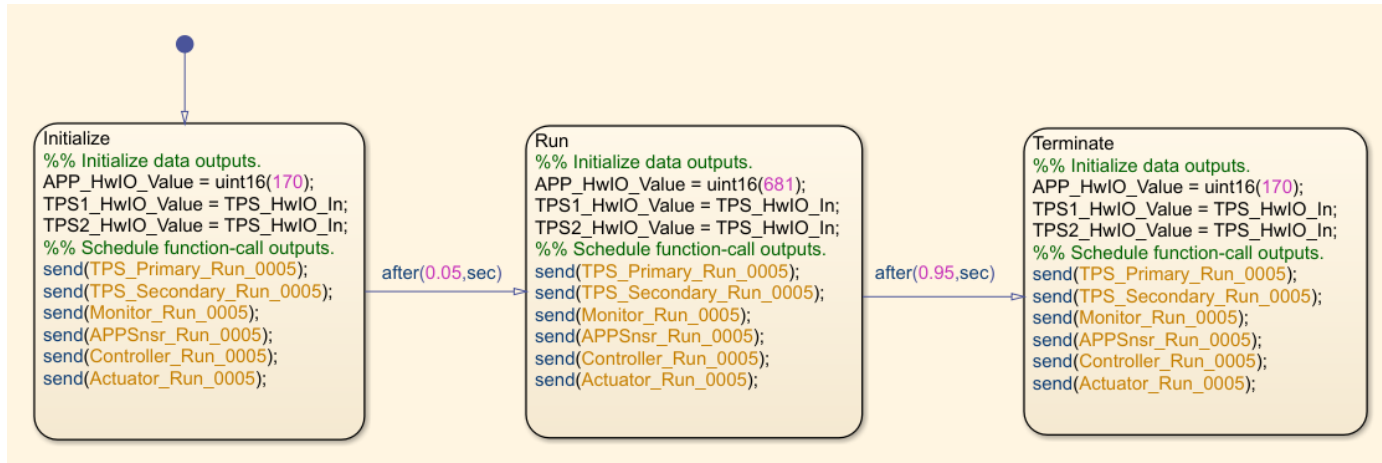 Initialize
%% Initialize data outputs.
APP_HwIO_Value = uint16(170);
TPS1_HwIO_Value = TPS_HwIO_In;
TPS2_HwIO_Value = TPS_HwIO_In;
%% Schedule function-call outputs.
send(TPS_Primary_Run_0005);
send(TPS_Secondary_Run_0005);
send(Monitor_Run_0005);
send(APPSnsr_Run_0005);
send(Controller_Run_0005);
send(Actuator_Run_0005);
after(0.05,sec)
Run
%% Initialize data outputs.
APP_HwIO_Value = uint16(681);
TPS1_HwIO_Value = TPS_HwIO_In;
TPS2_HwIO_Value = TPS_HwIO_In;
%% Schedule function-call outputs.
send(TPS_Primary_Run_0005);
send(TPS_Secondary_Run_0005);
send(Monitor_Run_0005);
send(APPSnsr_Run_0005);
send(Controller_Run_0005);
send(Actuator_Run_0005);
after(0.95,sec)
Terminate
%% Initialize data outputs.
APP_HwIO_Value = uint16(170);
TPS1_HwIO_Value = TPS_HwIO_In;
TPS2_HwIO_Value = TPS_HwIO_In;
%% Schedule function-call outputs.
send(TPS_Primary_Run_0005);
send(TPS_Secondary_Run_0005);
send(Monitor_Run_0005);
send(APPSnsr_Run_0005);
send(Controller_Run_0005);
send(Actuator_Run_0005);